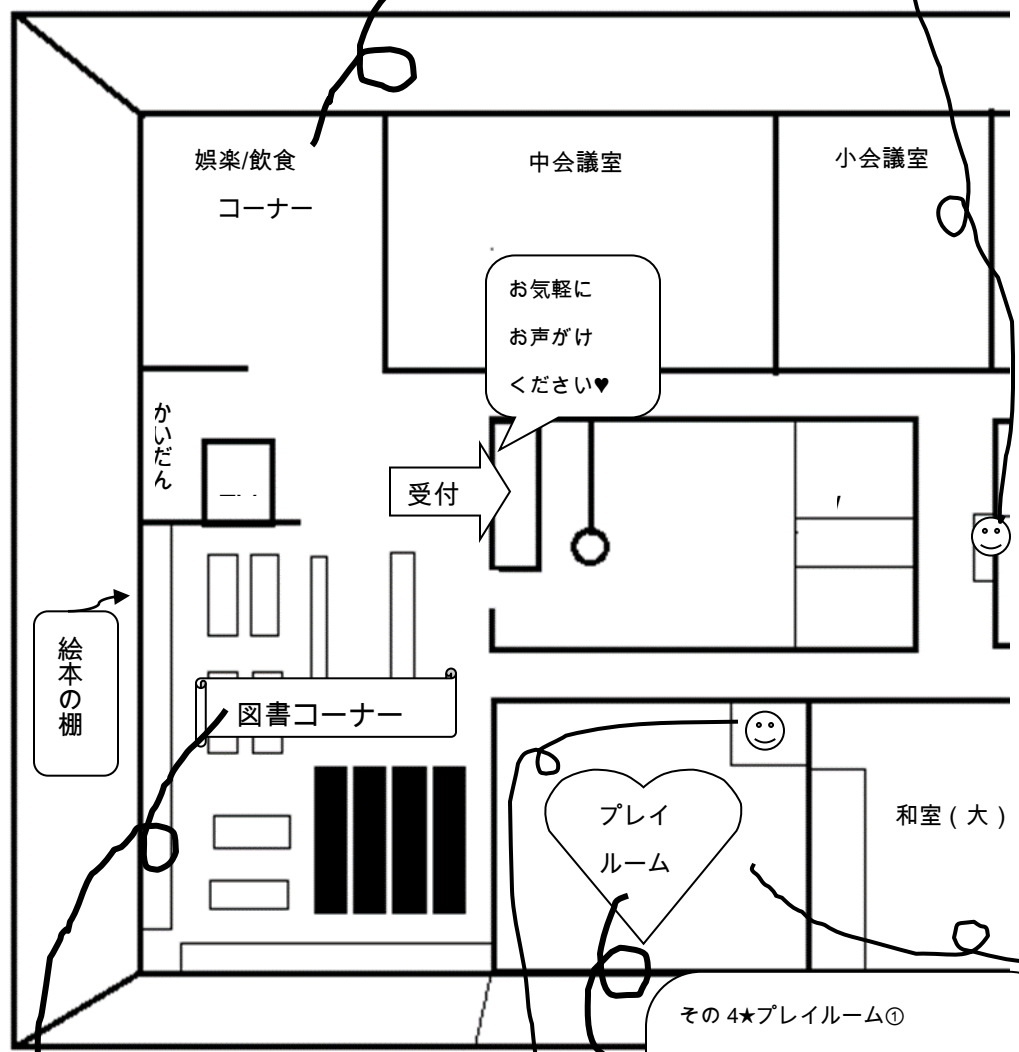 娯楽/飲食
コーナー
中会議室
小会議室
お気軽に
お声がけ
ください♥
かいだん
受付
絵本の棚
図書コーナー
プレイ
ルーム
和室(大)
その4★プレイルーム①